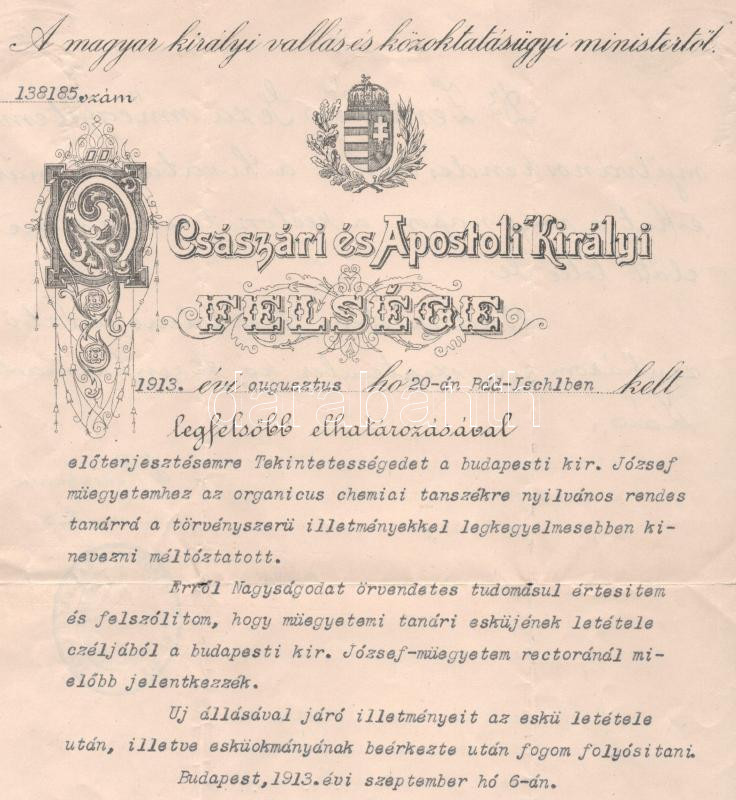 A magyar királyi vallás és közoktatásügyi ministertől.
138185. szám
Ő
Császári és Apostoli Királyi
FELSÉGE
1913. évi augusztus hó 20-án Bád-Ischlben kelt
legfelsőbb elhatározásával
előterjesztésemre Tekintetességedet a budapesti kir. József
müegyetemhez az organicus chemiai tanszékre nyilvános rendes
tanárrá a törvényszerü illetményekkel legkegyelmesebben ki-
nevezni méltóztatott.
Erről Nagyságodat örvendetes tudomásul értesitem
és felszólitom, hogy müegyetemi tanári esküjének letétele
czéljából a budapesti kir. József-müegyetem rectoránál mi-
előbb jelentkezzék.
Uj állásával járó illetményeit az eskü letétele
után, illetve esküokmányának beérkezte után fogom folyósitani.
Budapest, 1913. évi szeptember hó 6-án.
darabanth